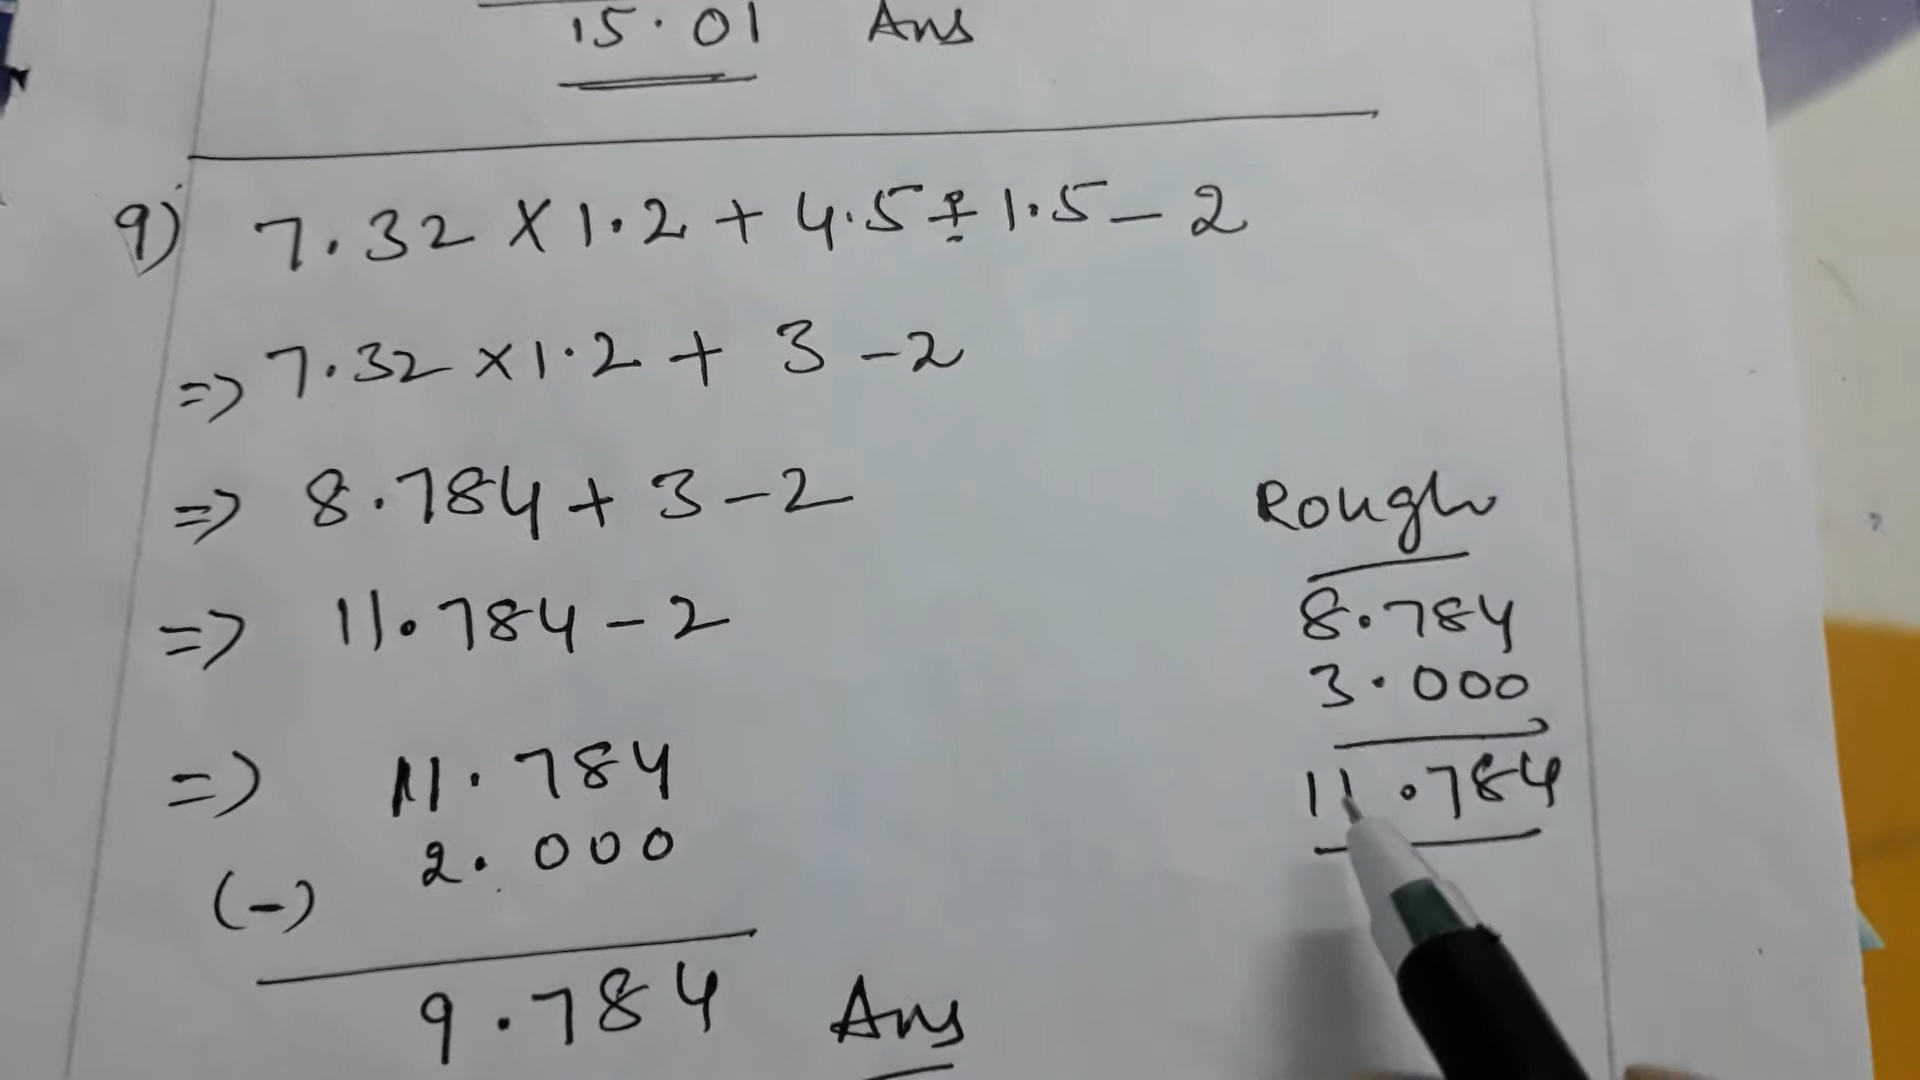 15.01 Ans
9) 7.32 × 1.2 + 4.5 ÷ 1.5 - 2
=> 7.32 × 1.2 + 3 - 2
=> 8.784 + 3 - 2
=> 11.784 - 2
=> 11.784
(-) 2.000
9.784 Ans
Rough
8.784
3.000
11.784